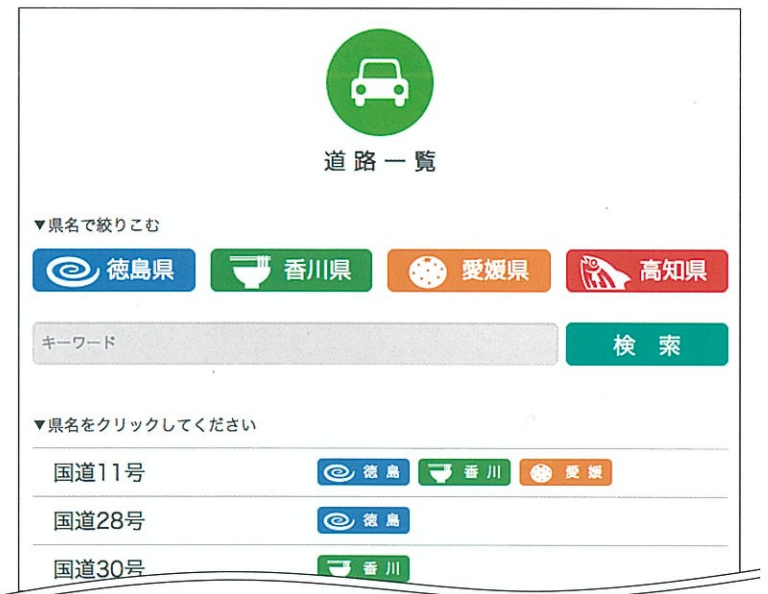 道路一覧
▼県名で絞りこむ
徳島県 香川県 愛媛県 高知県
キーワード 検索
▼県名をクリックしてください
国道11号 徳島 香川 愛媛
国道28号 徳島
国道30号 香川